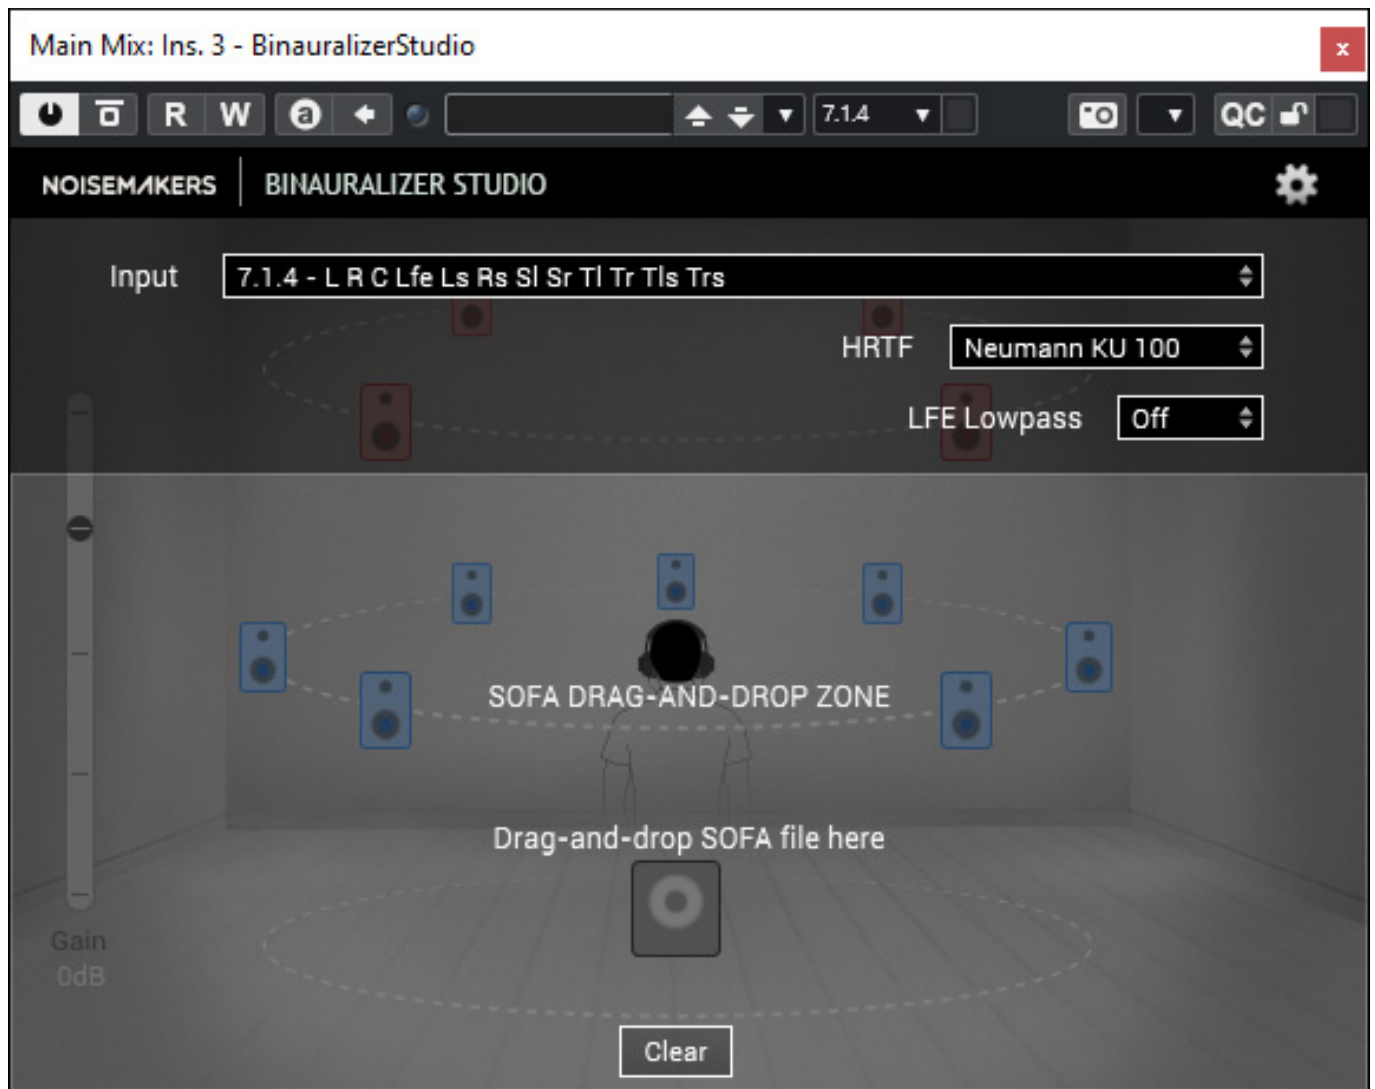 Main Mix: Ins. 3 - BinauralizerStudio
x
R W a 7.1.4 QC
NOISEMAKERS BINAURALIZER STUDIO
Input 7.1.4 - L R C Lfe Ls Rs Sl Sr Tl Tr Tls Trs
HRTF Neumann KU 100
LFE Lowpass Off
SOFA DRAG-AND-DROP ZONE
Drag-and-drop SOFA file here
Gain
0dB
Clear